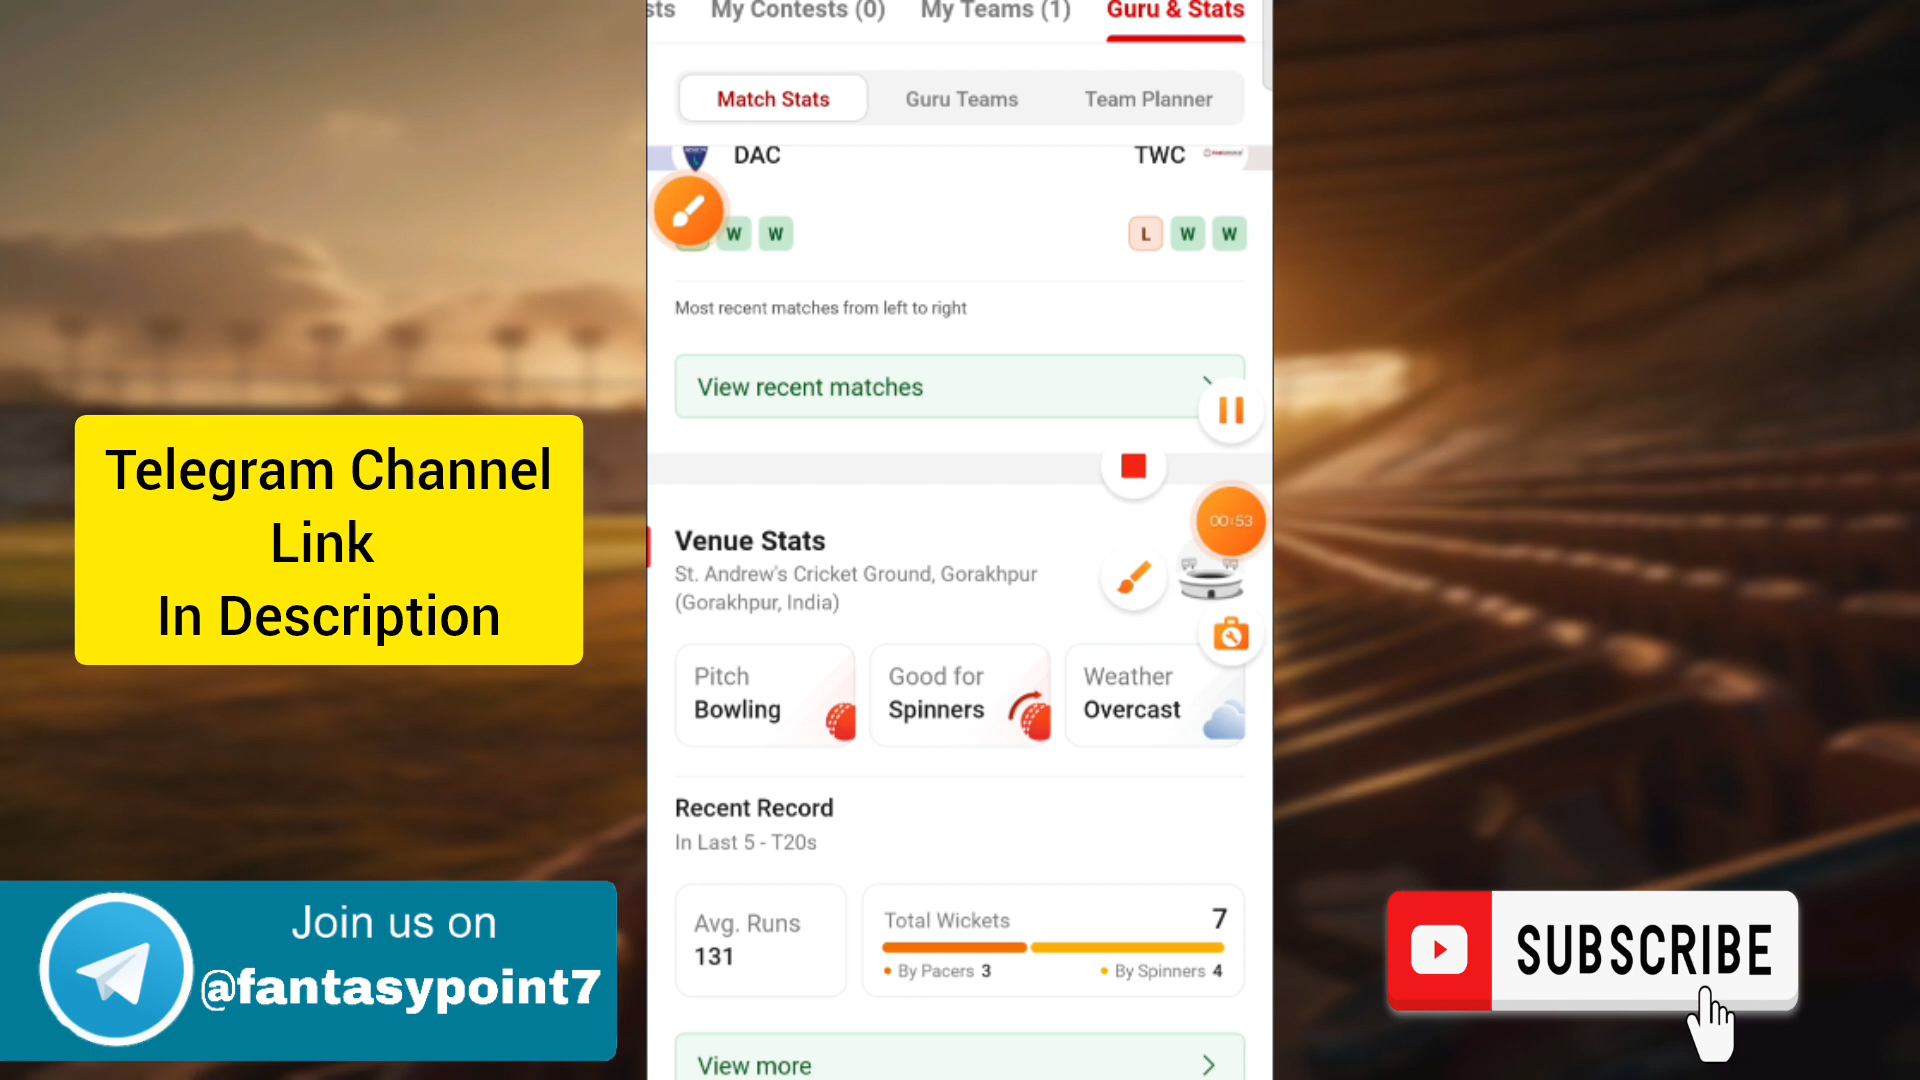 My Contests (0)
My Teams (1)
Guru & Stats
Match Stats
Guru Teams
Team Planner
DAC
TWC
W
W
L
W
W
Most recent matches from left to right
View recent matches
00:53
Venue Stats
St. Andrew's Cricket Ground, Gorakhpur
(Gorakhpur, India)
Pitch
Bowling
Good for
Spinners
Weather
Overcast
Recent Record
In Last 5 - T20s
Avg. Runs
131
Total Wickets
7
By Pacers 3
By Spinners 4
View more
Telegram Channel
Link
In Description
Join us on
@fantasypoint7
SUBSCRIBE